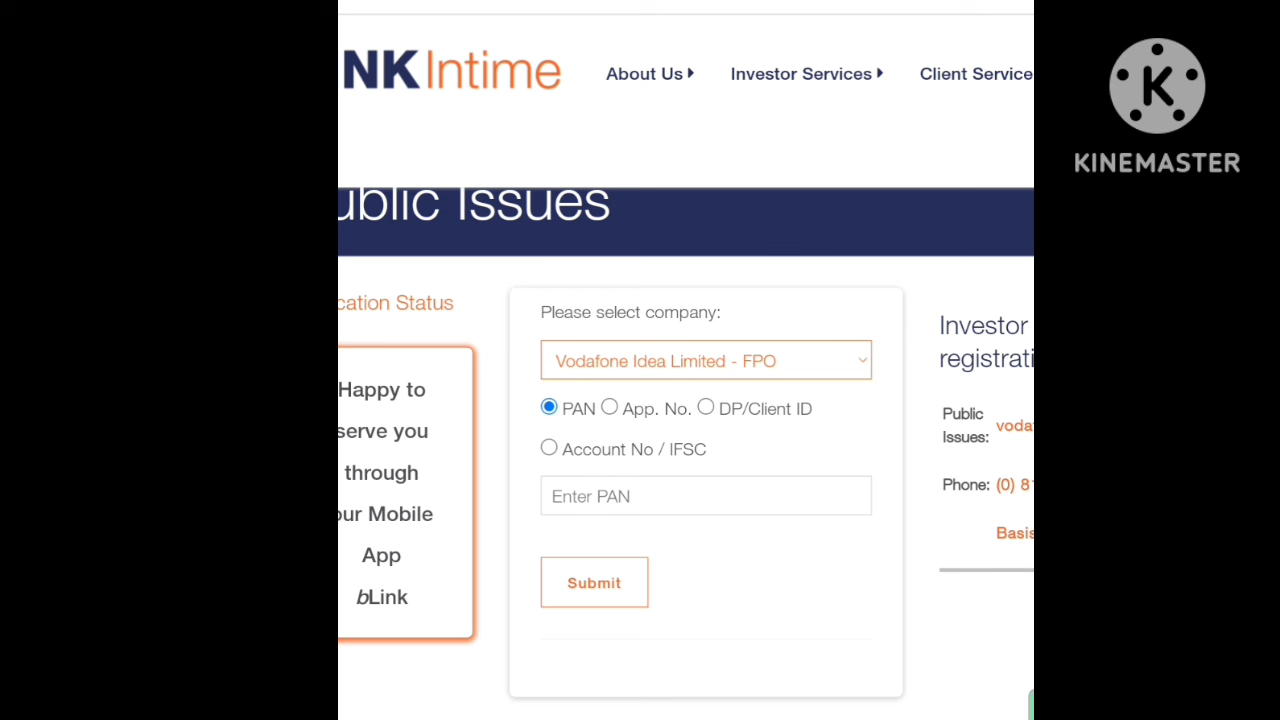 NK Intime
About Us
Investor Services
Client Service
KINEMASTER
ublic Issues
cation Status
Happy to
serve you
through
our Mobile
App
bLink
Please select company:
Vodafone Idea Limited - FPO
PAN App. No. DP/Client ID
Account No / IFSC
Enter PAN
Submit
Investor
registrati
Public
Issues:
voda
Phone: (0) 81
Basis